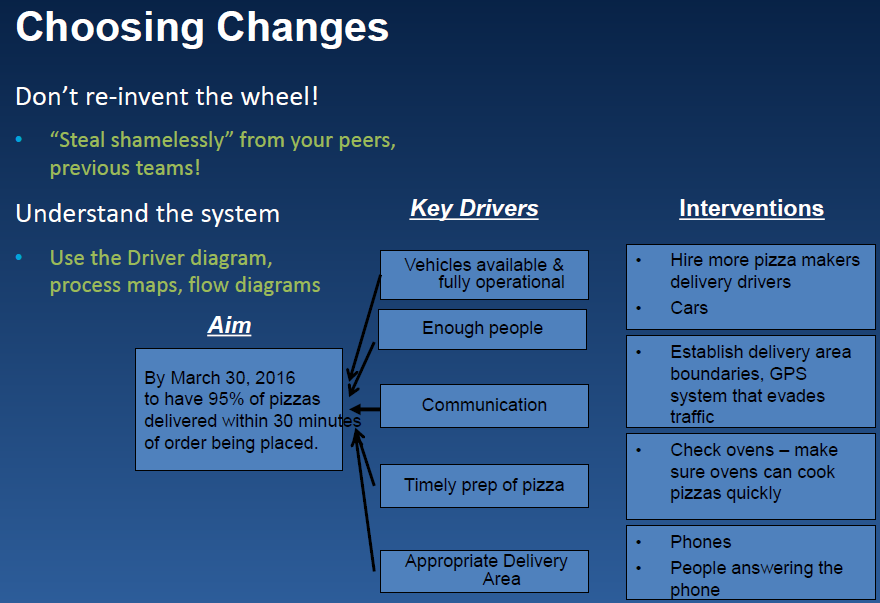 Choosing Changes
Don't re-invent the wheel!
• "Steal shamelessly" from your peers,
previous teams!
Understand the system
• Use the Driver diagram,
process maps, flow diagrams
Aim
By March 30, 2016
to have 95% of pizzas
delivered within 30 minutes
of order being placed.
Key Drivers
Vehicles available &
fully operational
Enough people
Communication
Timely prep of pizza
Appropriate Delivery
Area
Interventions
• Hire more pizza makers
delivery drivers
• Cars
• Establish delivery area
boundaries, GPS
system that evades
traffic
• Check ovens – make
sure ovens can cook
pizzas quickly
• Phones
• People answering the
phone